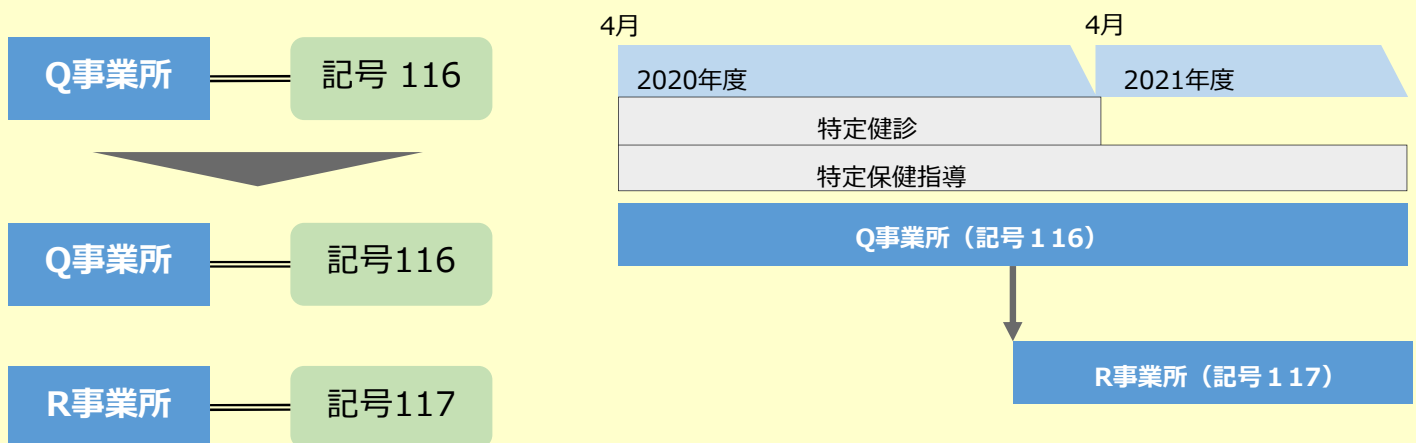 Q事業所
記号 116
Q事業所
記号116
R事業所
記号117
4月
4月
2020年度
2021年度
特定健診
特定保健指導
Q事業所（記号１16）
R事業所（記号１17）